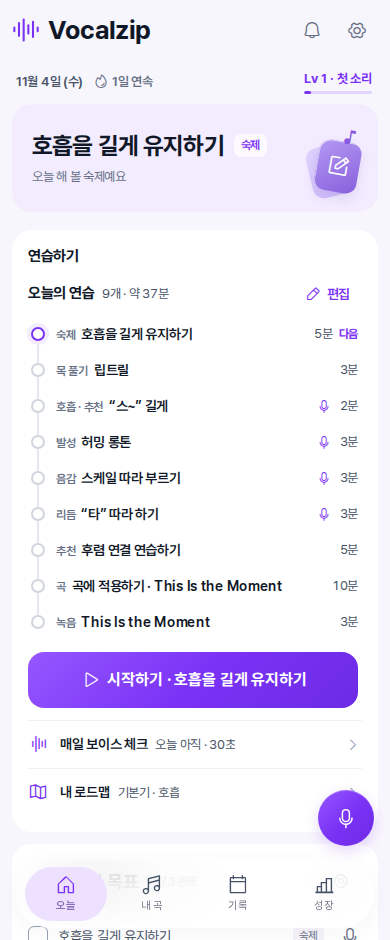 Vocalzip
11월 4일 (수) 1일 연속 Lv 1 · 첫 소리
호흡을 길게 유지하기 숙제
오늘 해 볼 숙제예요
연습하기
오늘의 연습 9개 · 약 37분 편집
숙제 호흡을 길게 유지하기 5분 다음
목 풀기 립트릴 3분
호흡 · 추천 “스~” 길게 2분
발성 허밍 롱톤 3분
음감 스케일 따라 부르기 3분
리듬 “타” 따라 하기 3분
추천 후렴 연결 연습하기 5분
곡 곡에 적용하기 · This Is the Moment 10분
녹음 This Is the Moment 3분
시작하기 · 호흡을 길게 유지하기
매일 보이스 체크 오늘 아직 · 30초
내 로드맵 기본기 · 호흡
목표 3 완료
오늘 내 곡 기록 성장
호흡을 길게 유지하기 숙제